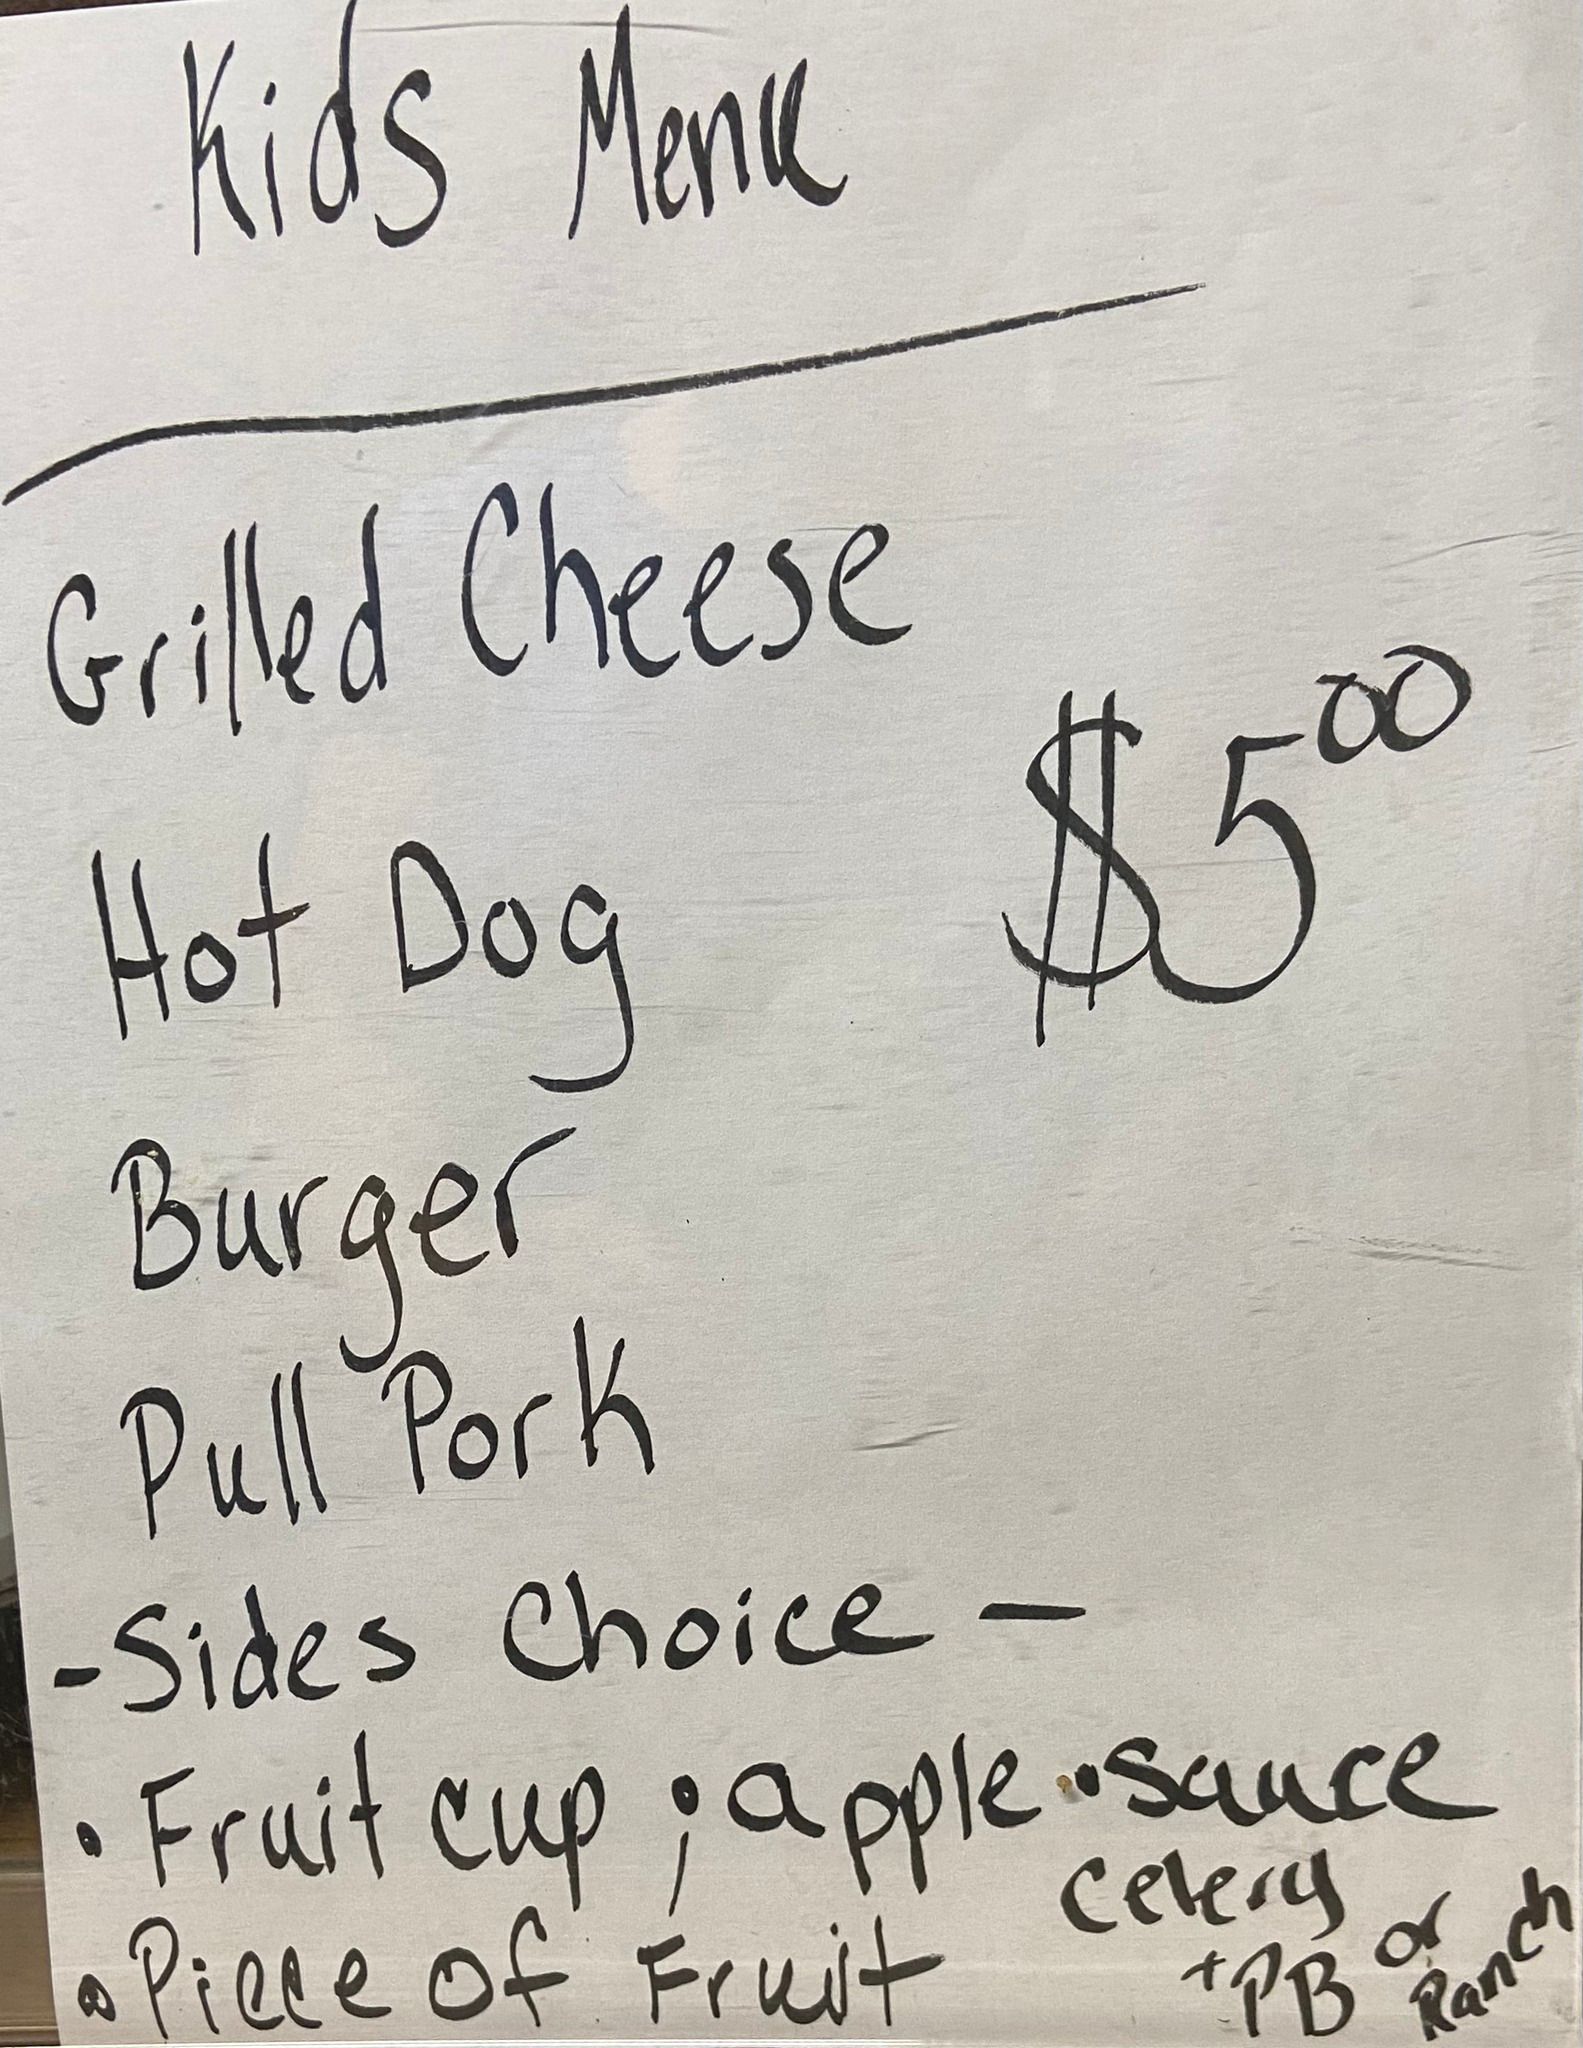 Kids Menu
Grilled Cheese
$5.00
Hot Dog
Burger
Pull Pork
- Sides Choice -
• Fruit cup ; apple • sauce
• Piece of Fruit
Celery
+ PB or
Ranch